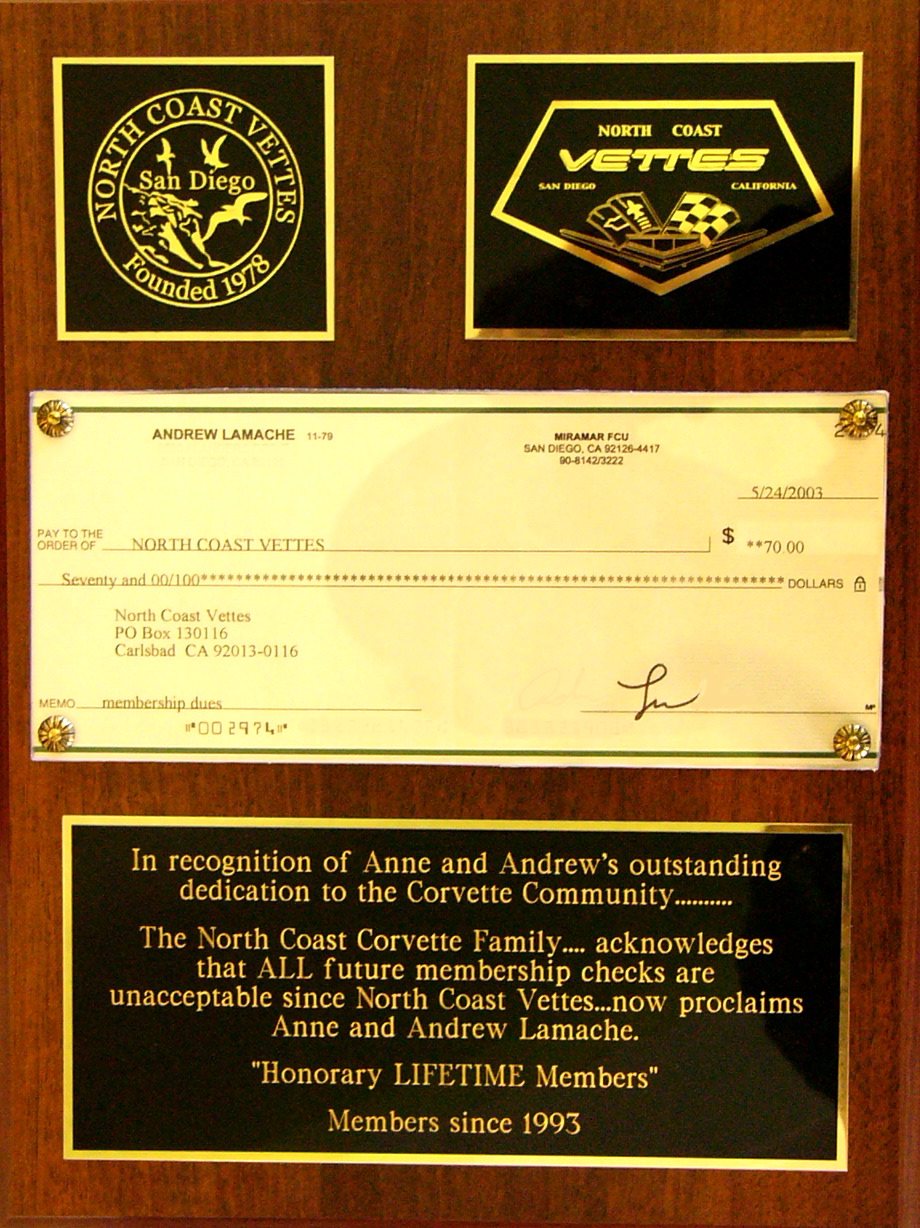 NORTH COAST VETTES
San Diego
Founded 1978
NORTH COAST
VETTES
SAN DIEGO CALIFORNIA
ANDREW LAMACHE 11-79
MIRAMAR FCU
SAN DIEGO, CA 92126-4417
90-8142/3222
5/24/2003
PAY TO THE
ORDER OF NORTH COAST VETTES $ **70.00
Seventy and 00/100**************************************************************************** DOLLARS
North Coast Vettes
PO Box 130116
Carlsbad CA 92013-0116
MEMO membership dues MP
⑈002974⑈
In recognition of Anne and Andrew's outstanding
dedication to the Corvette Community..........
The North Coast Corvette Family.... acknowledges
that ALL future membership checks are
unacceptable since North Coast Vettes...now proclaims
Anne and Andrew Lamache.
"Honorary LIFETIME Members"
Members since 1993